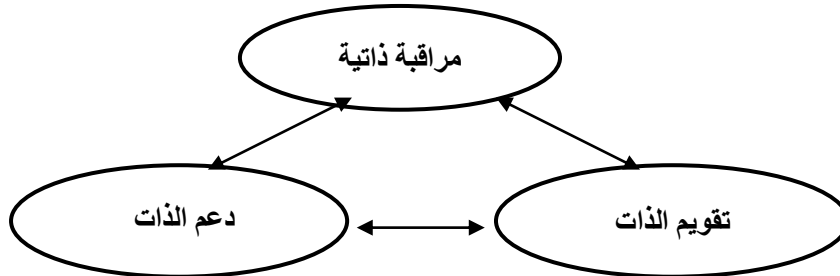 مراقبة ذاتية
تقويم الذات
دعم الذات